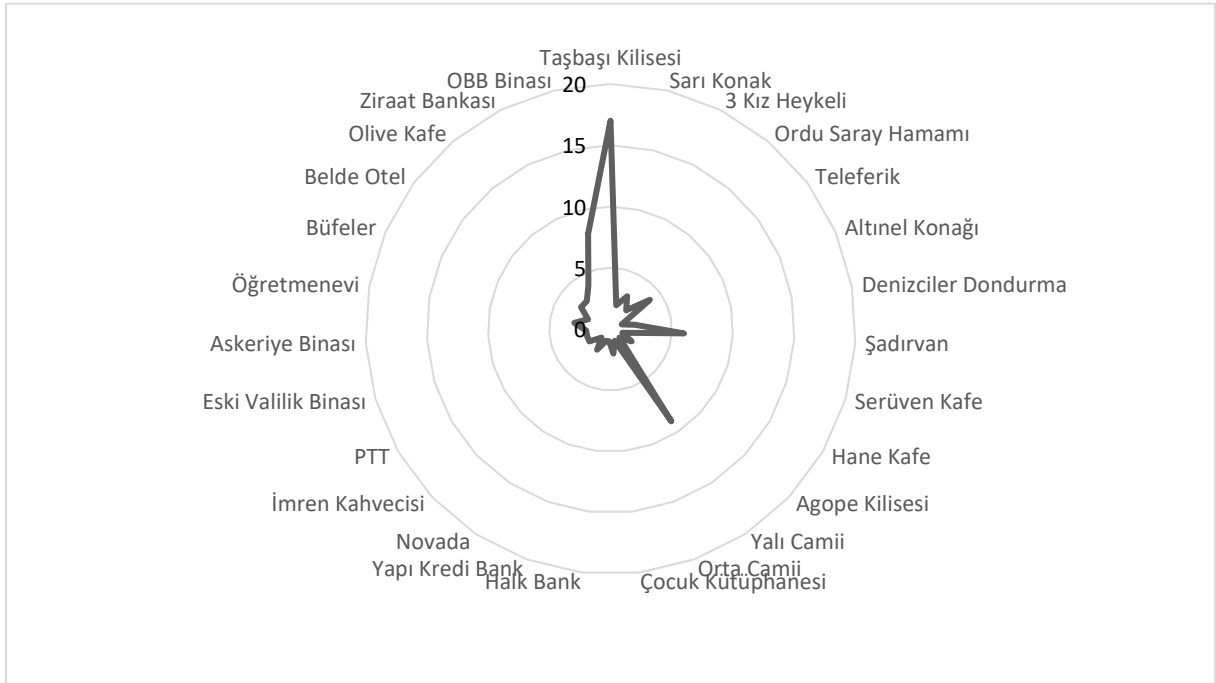 Taşbaşı Kilisesi
Sarı Konak
3 Kız Heykeli
Ordu Saray Hamamı
Teleferik
Altınel Konağı
Denizciler Dondurma
Şadırvan
Serüven Kafe
Hane Kafe
Agope Kilisesi
Yalı Camii
Orta Camii
Çocuk Kütüphanesi
Halk Bank
Yapı Kredi Bank
Novada
İmren Kahvecisi
PTT
Eski Valilik Binası
Askeriye Binası
Öğretmenevi
Büfeler
Belde Otel
Olive Kafe
Ziraat Bankası
OBB Binası
20
15
10
5
0